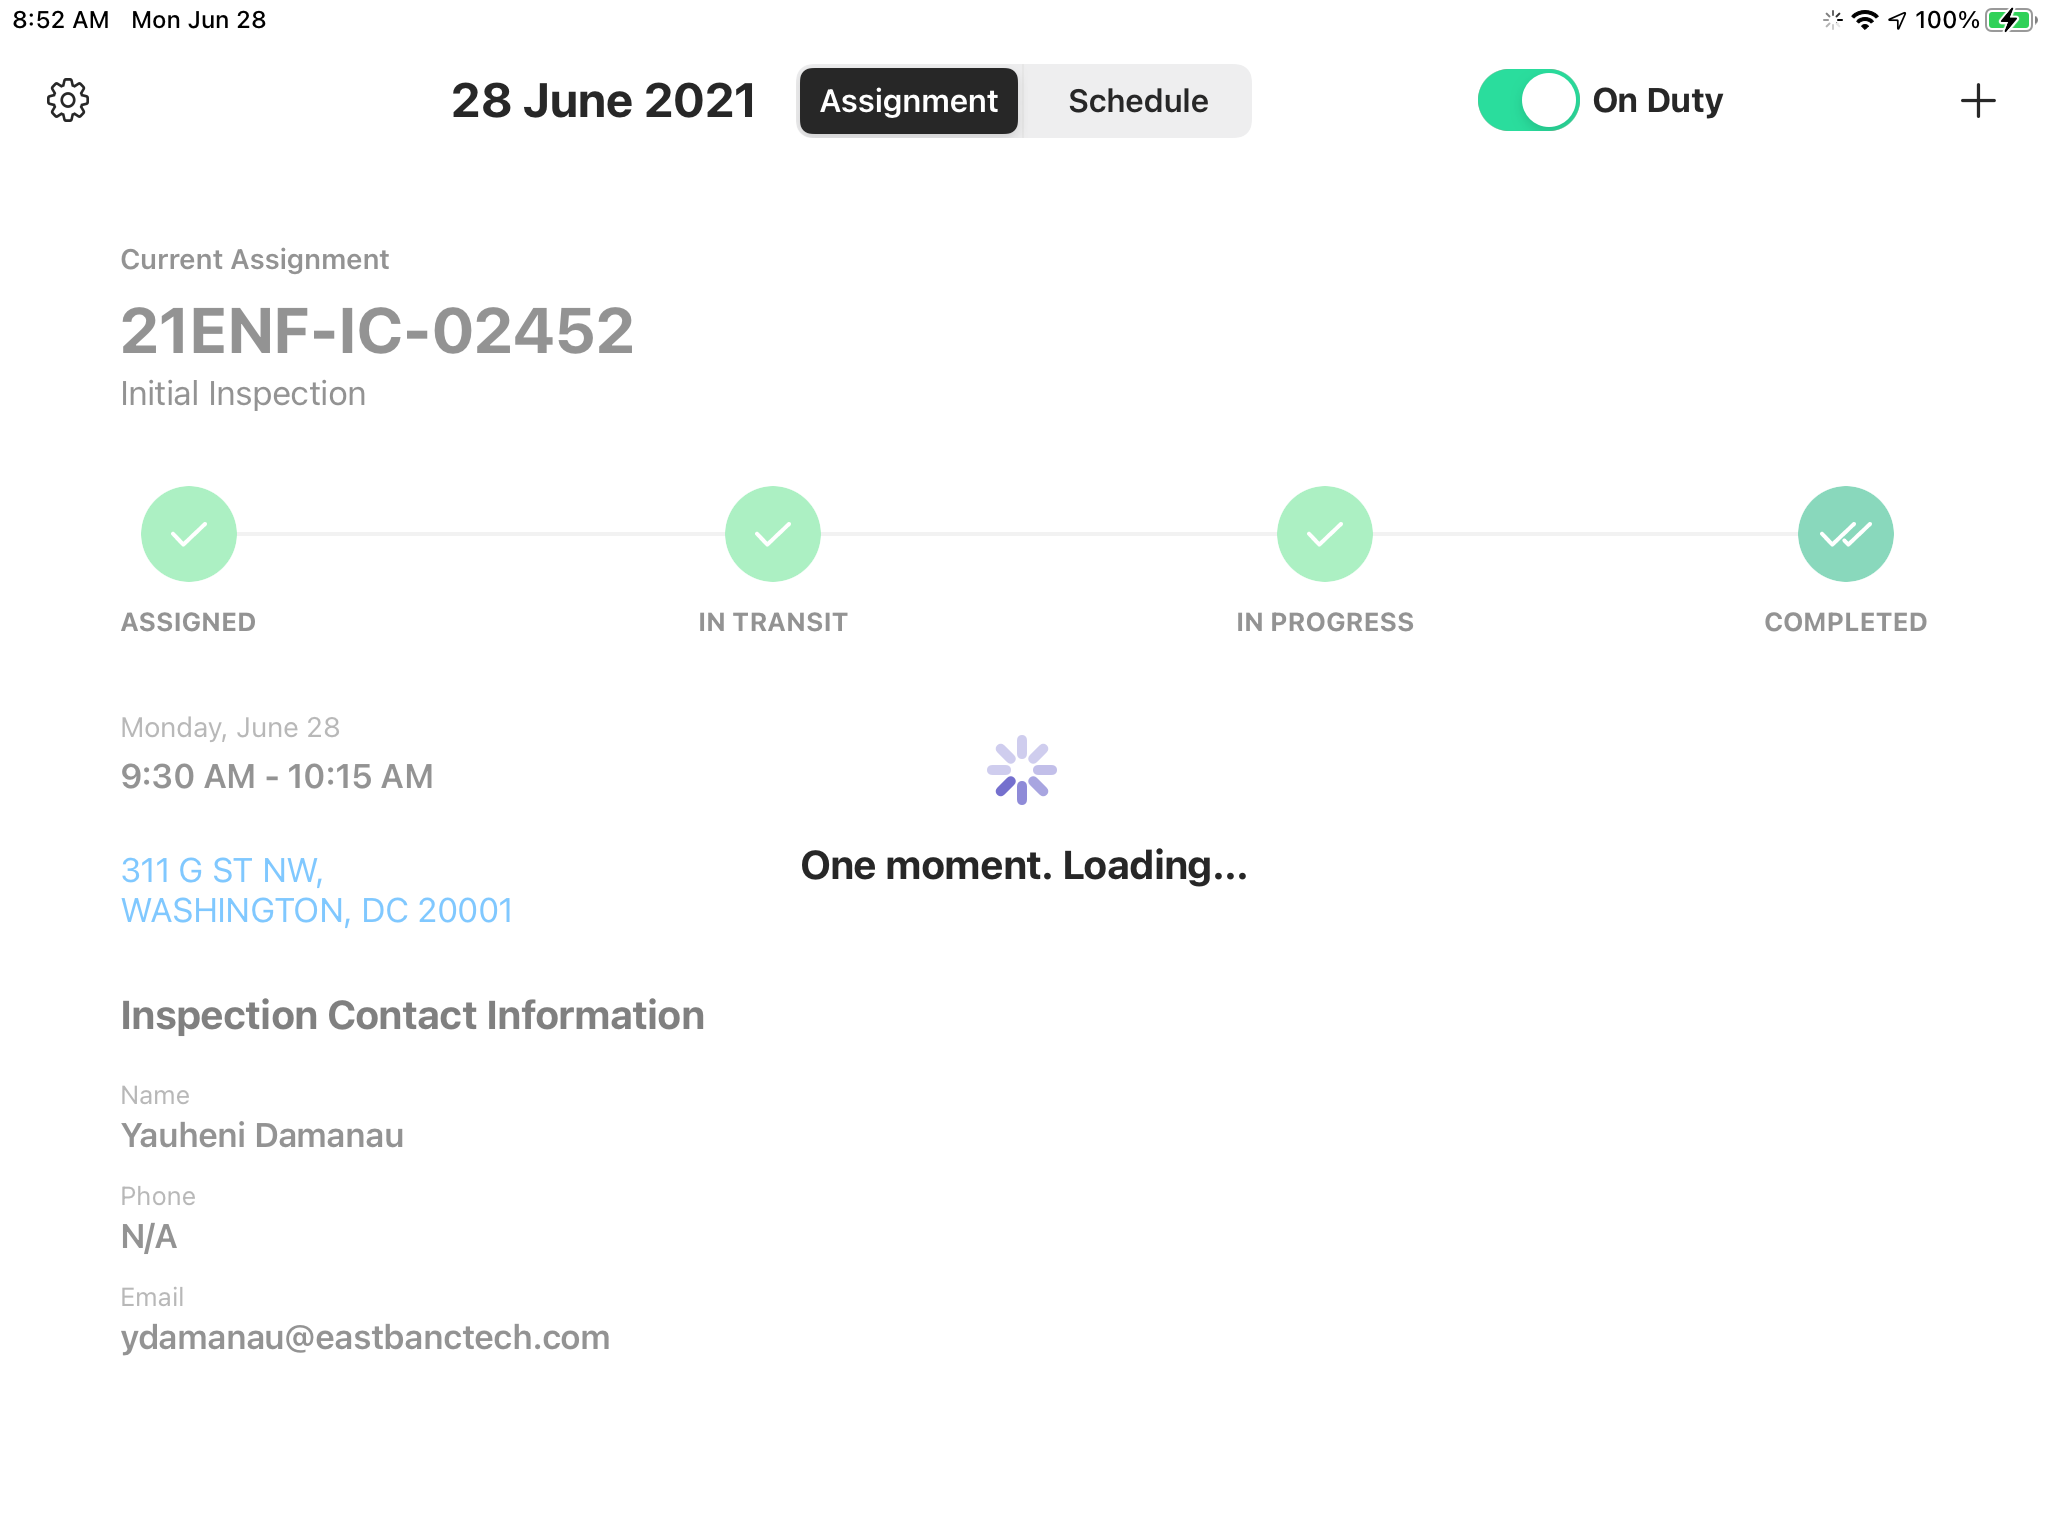 8:52 AM Mon Jun 28 100%
28 June 2021 Assignment Schedule On Duty
Current Assignment
21ENF-IC-02452
Initial Inspection
ASSIGNED IN TRANSIT IN PROGRESS COMPLETED
Monday, June 28
9:30 AM - 10:15 AM
311 G ST NW,
WASHINGTON, DC 20001
One moment. Loading...
Inspection Contact Information
Name
Yauheni Damanau
Phone
N/A
Email
ydamanau@eastbanctech.com